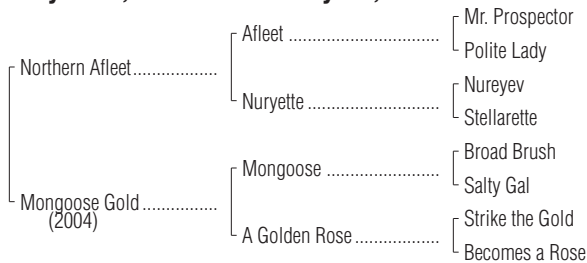 Mr. Prospector
Afleet ..........................................
Polite Lady
Northern Afleet..................
Nureyev
Nuryette .....................................
Stellarette
Broad Brush
Mongoose ................................
Salty Gal
Mongoose Gold ................
(2004)
Strike the Gold
A Golden Rose .......................
Becomes a Rose